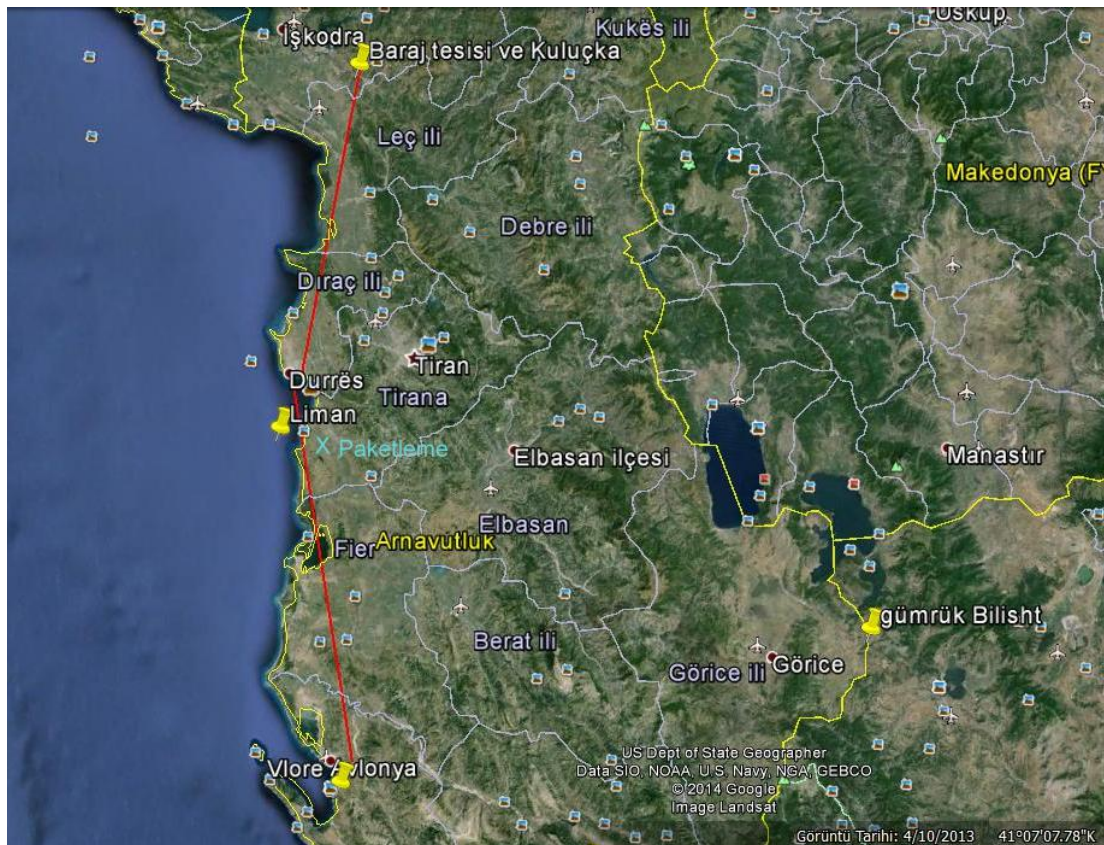 Üsküp
Kukës ili
İşkodra
Baraj tesisi ve Kuluçka
Leç ili
Makedonya (FY
Debre ili
Dıraç ili
Tiran
Durrës
Tirana
Liman
X Paketleme
Elbasan ilçesi
Manastır
Elbasan
Fier
Arnavutluk
gümrük Bilisht
Berat ili
Görice
Görice ili
US Dept of State Geographer
Data SIO, NOAA, U.S. Navy, NGA, GEBCO
© 2014 Google
Image Landsat
Vlore Avlonya
Görüntü Tarihi: 4/10/2013 41°07'07.78"K